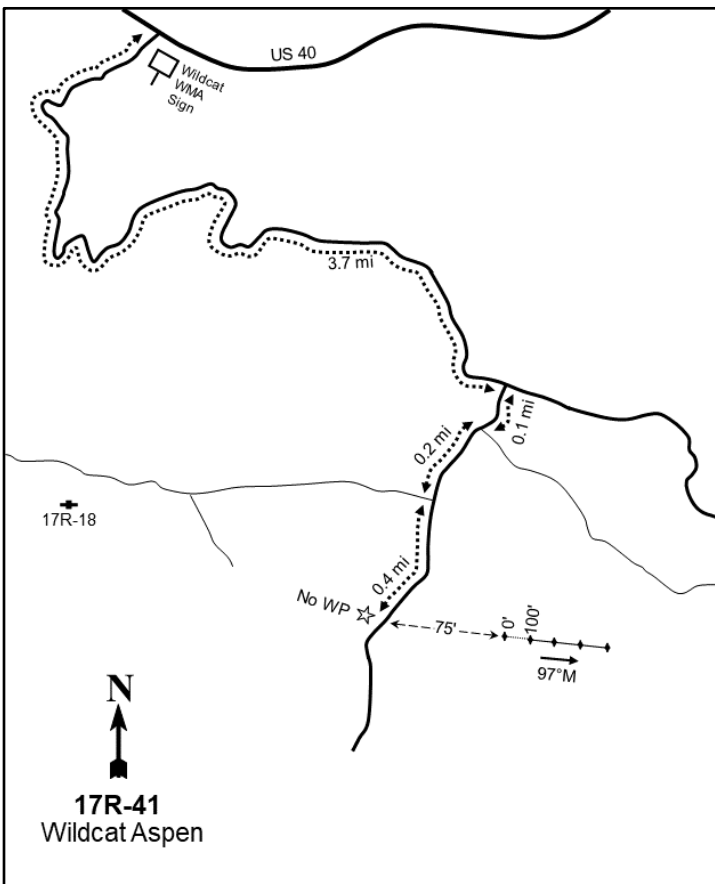 US 40
Wildcat
WMA
Sign
3.7 mi
0.1 mi
0.2 mi
17R-18
0.4 mi
No WP
75'
0'
100'
97°M
N
17R-41
Wildcat Aspen